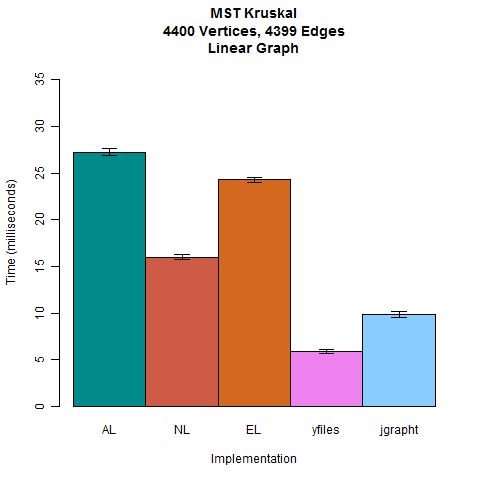 MST Kruskal
4400 Vertices, 4399 Edges
Linear Graph
35
30
25
20
15
10
5
0
Time (milliseconds)
AL NL EL yfiles jgrapht
Implementation